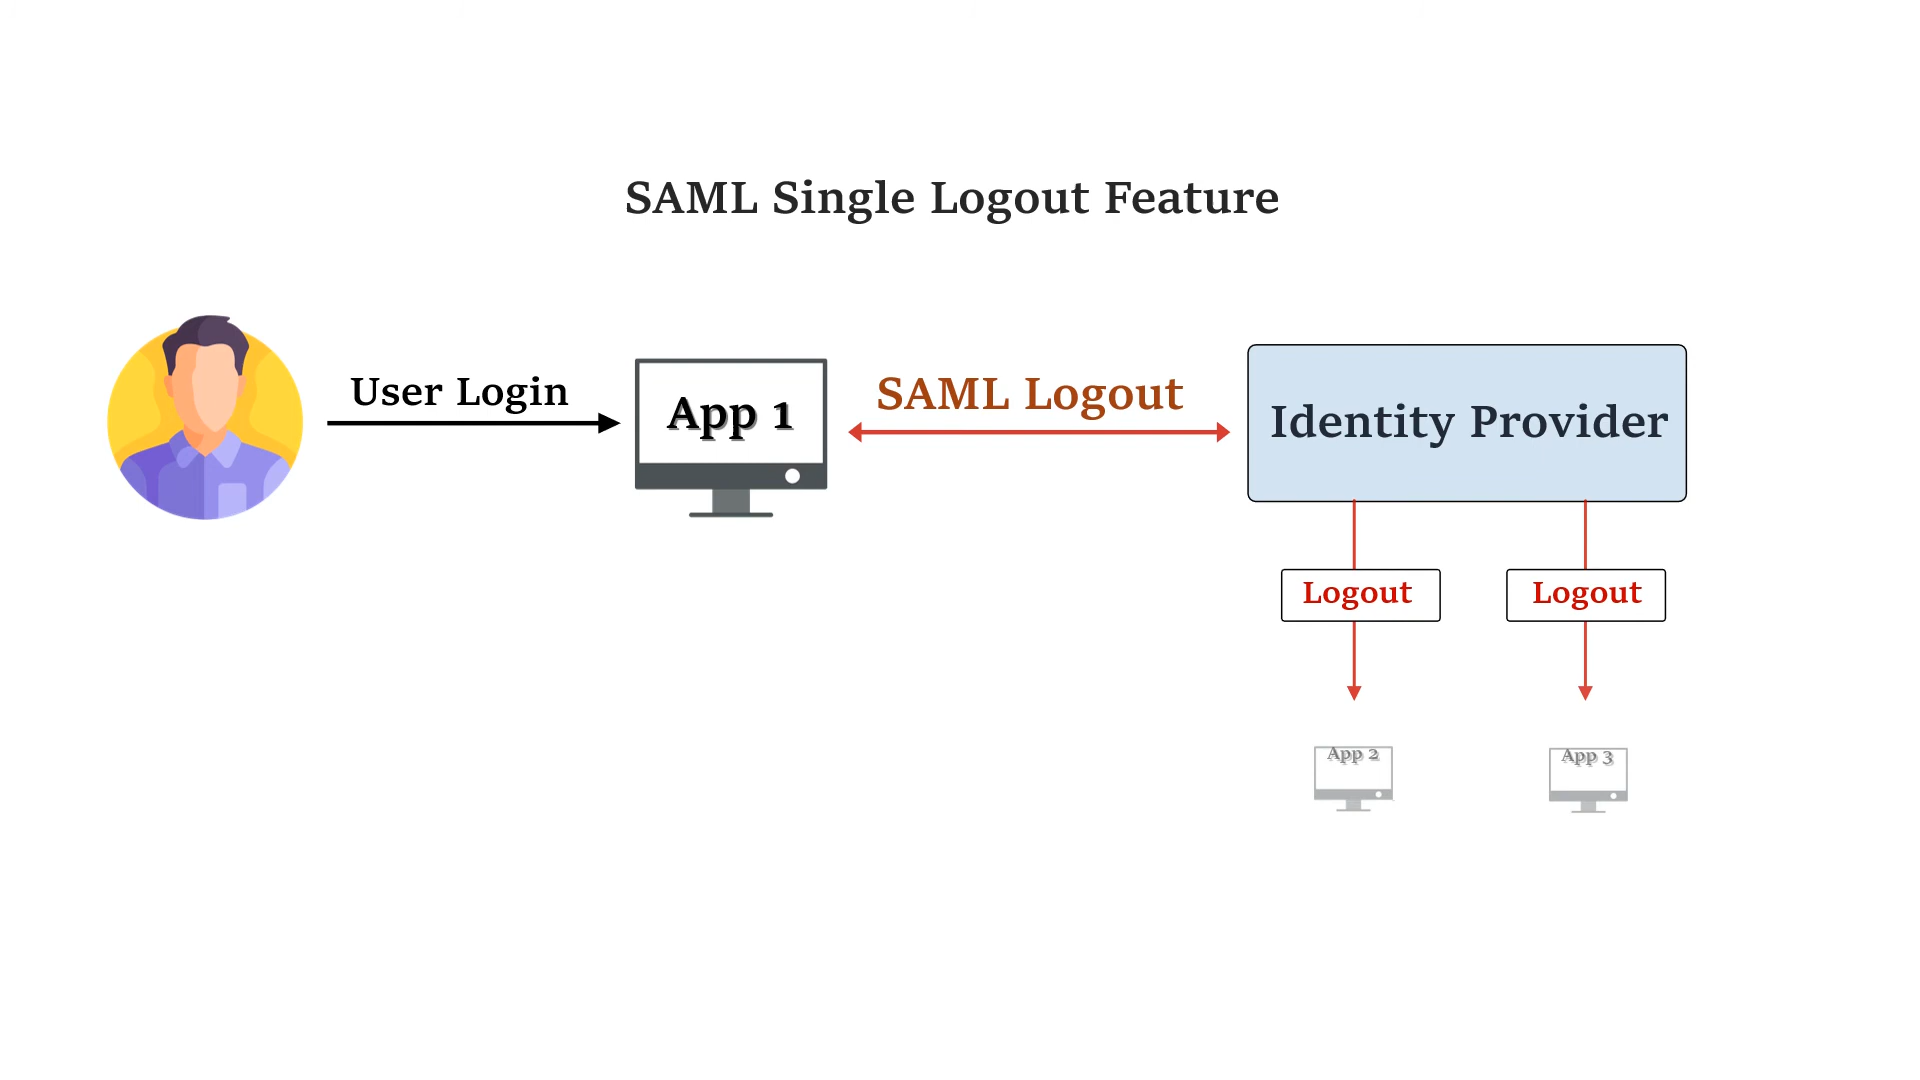 SAML Single Logout Feature
User Login
App 1
SAML Logout
Identity Provider
Logout
Logout
App 2
App 3